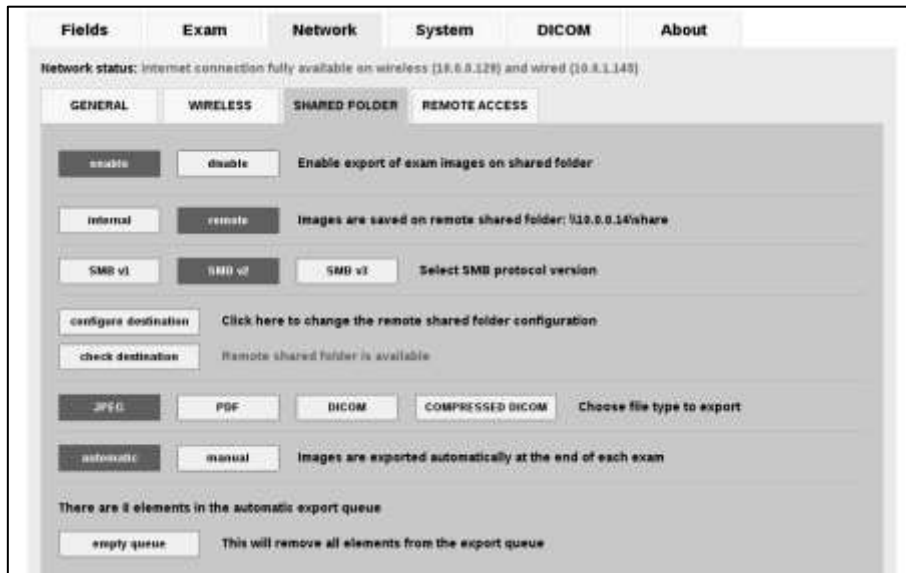 Fields Exam Network System DICOM About
Network status: Internet connection fully available on wireless (10.0.0.129) and wired (10.0.1.140)
GENERAL WIRELESS SHARED FOLDER REMOTE ACCESS
enable disable Enable export of exam images on shared folder
internal remote Images are saved on remote shared folder: \\10.0.0.14\share
SMB v1 SMB v2 SMB v3 Select SMB protocol version
configure destination Click here to change the remote shared folder configuration
check destination Remote shared folder is available
JPEG PDF DICOM COMPRESSED DICOM Choose file type to export
automatic manual Images are exported automatically at the end of each exam
There are elements in the automatic export queue
empty queue This will remove all elements from the export queue